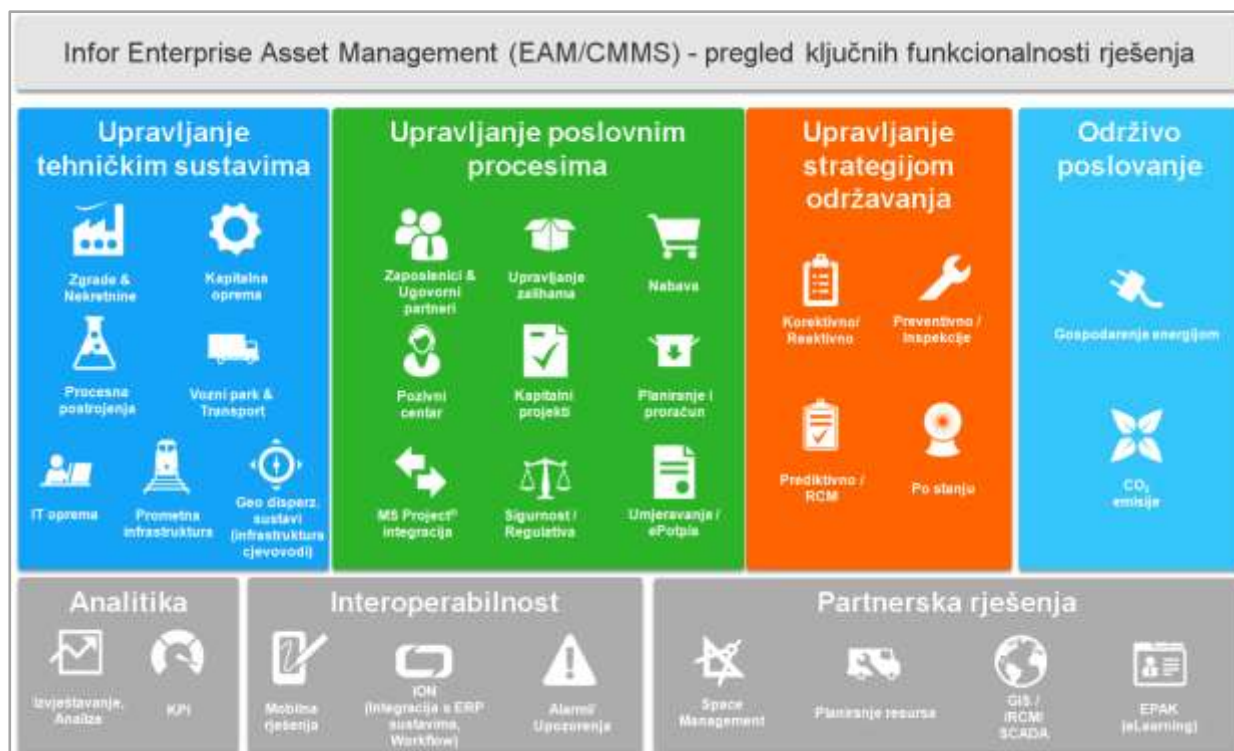 Infor Enterprise Asset Management (EAM/CMMS) - pregled ključnih funkcionalnosti rješenja
Upravljanje
tehničkim sustavima
Zgrade &
Nekretnine
Kapitalna
oprema
Procesna
postrojenja
Vozni park &
Transport
IT oprema
Prometna
infrastruktura
Geo disperz.
sustavi
(infrastruktura
cjevovodi)
Upravljanje poslovnim
procesima
Zaposlenici &
Ugovorni
partneri
Upravljanje
zalihama
Nabava
Pozivni
centar
Kapitalni
projekti
Planiranje i
proračun
MS Project®
integracija
Sigurnost /
Regulativa
Umjeravanja /
ePotpis
Upravljanje
strategijom
održavanja
Korektivno/
Reaktivno
Preventivno /
Inspekcije
Prediktivno /
RCM
Po stanju
Održivo
poslovanje
Gospodarenje energijom
CO₂
emisije
Analitika
Izvještavanje,
Analiza
KPI
Interoperabilnost
Mobilna
rješenja
ION
(Integracija s ERP
sustavima,
Workflow)
Alarmi/
Upozorenja
Partnerska rješenja
Space
Management
Planiranje resursa
GIS /
iRCM/
SCADA
EPAK
(eLearning)